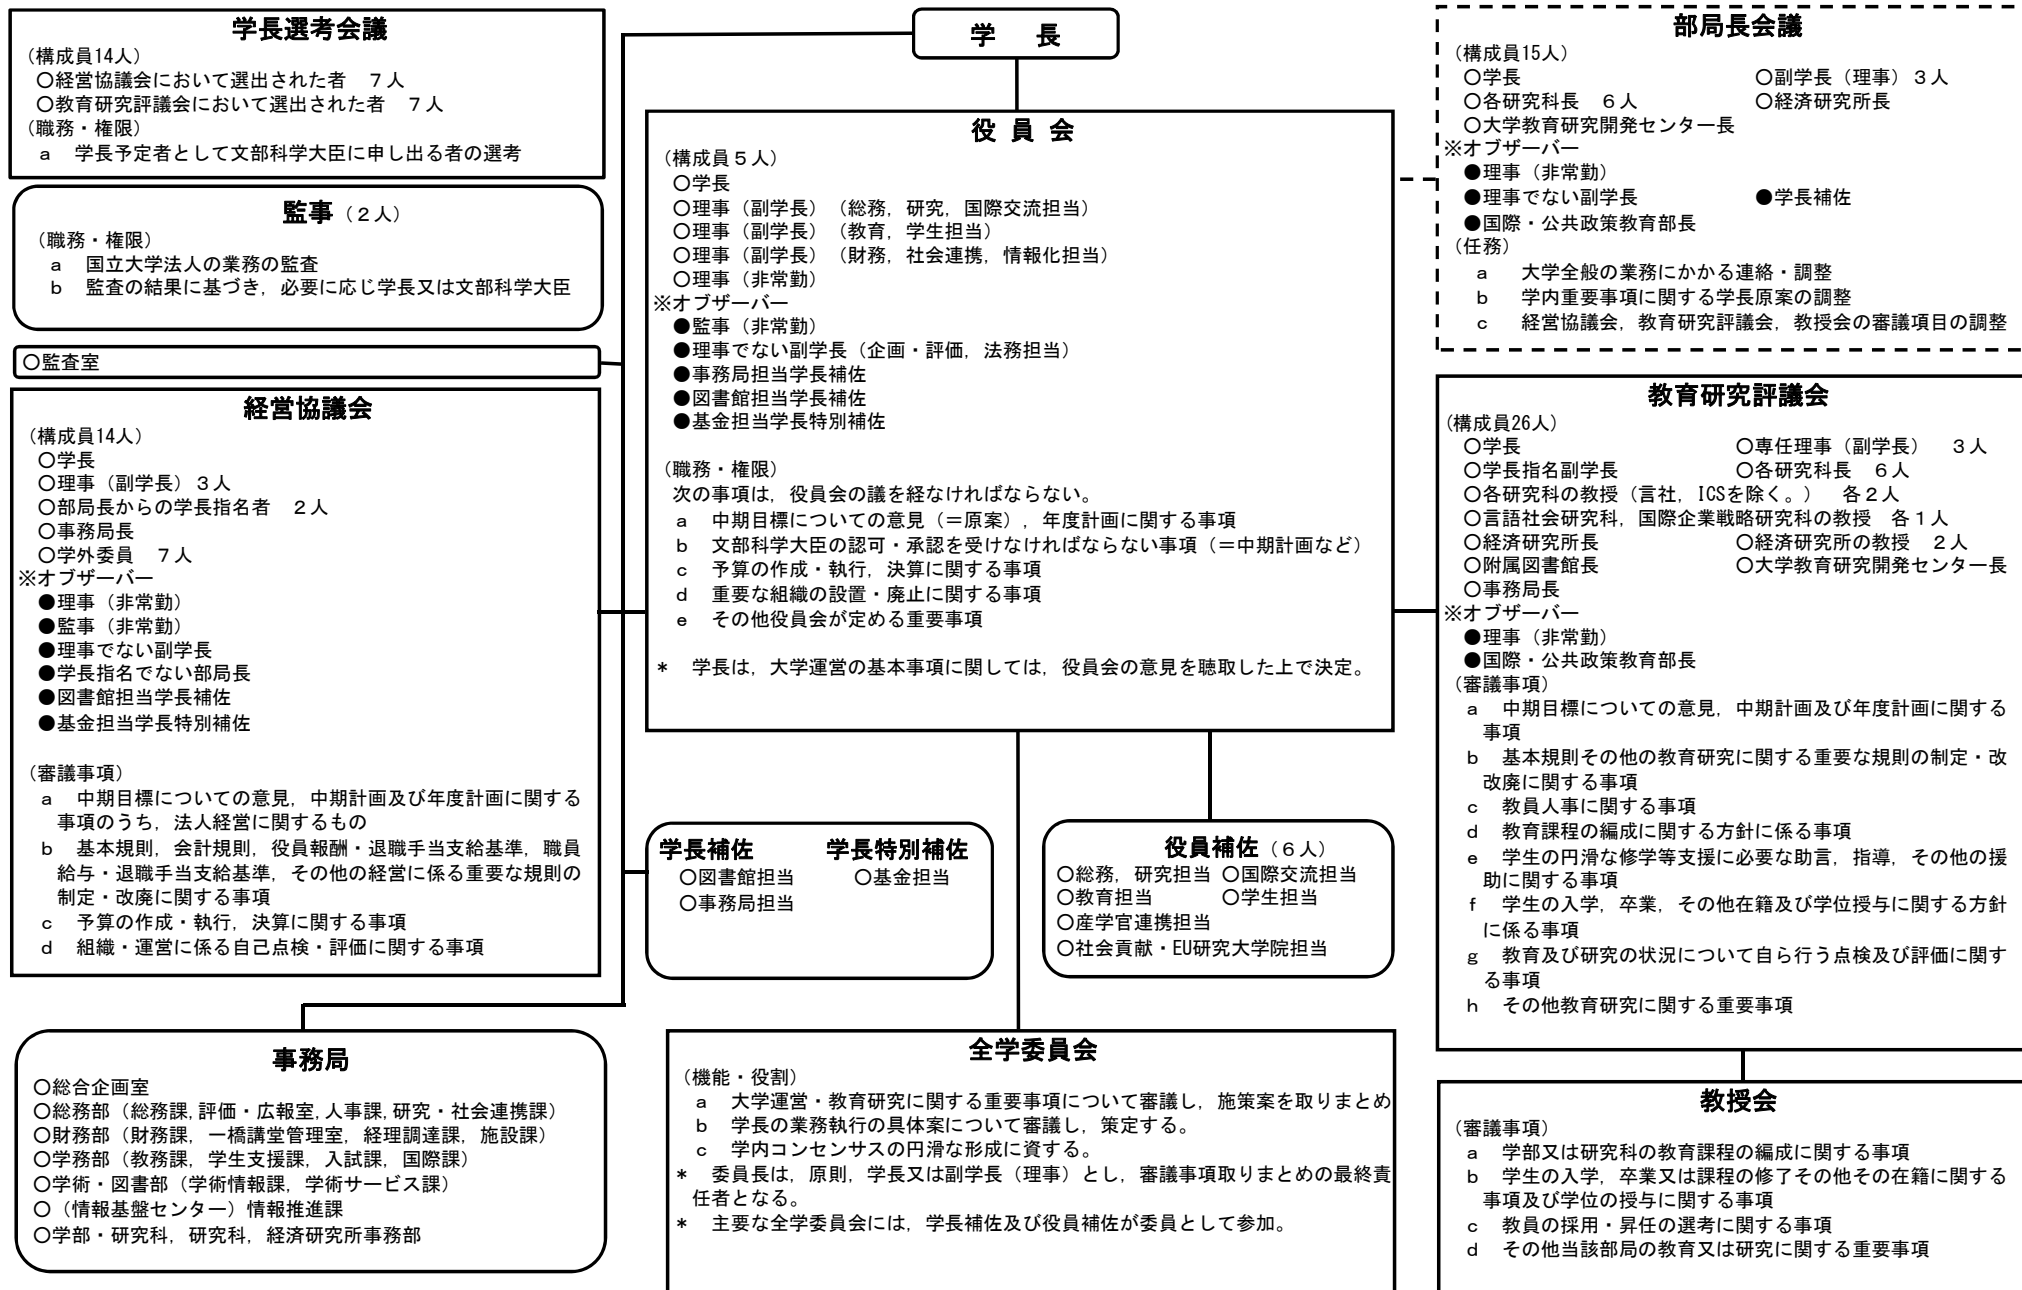 学長選考会議
(構成員14人)
○経営協議会において選出された者　７人
○教育研究評議会において選出された者　７人
(職務・権限)
ａ　学長予定者として文部科学大臣に申し出る者の選考
監事（２人）
(職務・権限)
ａ　国立大学法人の業務の監査
ｂ　監査の結果に基づき，必要に応じ学長又は文部科学大臣
○監査室
経営協議会
(構成員14人)
○学長
○理事（副学長）３人
○部局長からの学長指名者　２人
○事務局長
○学外委員　７人
※オブザーバー
●理事（非常勤）
●監事（非常勤）
●理事でない副学長
●学長指名でない部局長
●図書館担当学長補佐
●基金担当学長特別補佐
(審議事項)
ａ　中期目標についての意見，中期計画及び年度計画に関する
事項のうち，法人経営に関するもの
ｂ　基本規則，会計規則，役員報酬・退職手当支給基準，職員
給与・退職手当支給基準，その他の経営に係る重要な規則の
制定・改廃に関する事項
ｃ　予算の作成・執行，決算に関する事項
ｄ　組織・運営に係る自己点検・評価に関する事項
事務局
○総合企画室
○総務部（総務課，評価・広報室，人事課，研究・社会連携課）
○財務部（財務課，一橋講堂管理室，経理調達課，施設課）
○学務部（教務課，学生支援課，入試課，国際課）
○学術・図書部（学術情報課，学術サービス課）
○（情報基盤センター）情報推進課
○学部・研究科，研究科，経済研究所事務部
学　長
役 員 会
(構成員５人)
○学長
○理事（副学長）（総務，研究，国際交流担当）
○理事（副学長）（教育，学生担当）
○理事（副学長）（財務，社会連携，情報化担当）
○理事（非常勤）
※オブザーバー
●監事（非常勤）
●理事でない副学長（企画・評価，法務担当）
●事務局担当学長補佐
●図書館担当学長補佐
●基金担当学長特別補佐
(職務・権限)
次の事項は，役員会の議を経なければならない。
ａ　中期目標についての意見（＝原案），年度計画に関する事項
ｂ　文部科学大臣の認可・承認を受けなければならない事項（＝中期計画など）
ｃ　予算の作成・執行，決算に関する事項
ｄ　重要な組織の設置・廃止に関する事項
ｅ　その他役員会が定める重要事項
*　学長は，大学運営の基本事項に関しては，役員会の意見を聴取した上で決定。
学長補佐　学長特別補佐
○図書館担当　○基金担当
○事務局担当
役員補佐（６人）
○総務，研究担当　○国際交流担当
○教育担当　○学生担当
○産学官連携担当
○社会貢献・EU研究大学院担当
全学委員会
(機能・役割)
ａ　大学運営・教育研究に関する重要事項について審議し，施策案を取りまとめ
ｂ　学長の業務執行の具体案について審議し，策定する。
ｃ　学内コンセンサスの円滑な形成に資する。
*　委員長は，原則，学長又は副学長（理事）とし，審議事項取りまとめの最終責
任者となる。
*　主要な全学委員会には，学長補佐及び役員補佐が委員として参加。
部局長会議
(構成員15人)
○学長　○副学長（理事）３人
○各研究科長　６人　○経済研究所長
○大学教育研究開発センター長
※オブザーバー
●理事（非常勤）
●理事でない副学長　●学長補佐
●国際・公共政策教育部長
(任務)
ａ　大学全般の業務にかかる連絡・調整
ｂ　学内重要事項に関する学長原案の調整
ｃ　経営協議会，教育研究評議会，教授会の審議項目の調整
教育研究評議会
(構成員26人)
○学長　○専任理事（副学長）　３人
○学長指名副学長　○各研究科長　６人
○各研究科の教授（言社，ICSを除く。）　各２人
○言語社会研究科，国際企業戦略研究科の教授　各１人
○経済研究所長　○経済研究所の教授　２人
○附属図書館長　○大学教育研究開発センター長
○事務局長
※オブザーバー
●理事（非常勤）
●国際・公共政策教育部長
(審議事項)
ａ　中期目標についての意見，中期計画及び年度計画に関する
事項
ｂ　基本規則その他の教育研究に関する重要な規則の制定・改
改廃に関する事項
ｃ　教員人事に関する事項
ｄ　教育課程の編成に関する方針に係る事項
ｅ　学生の円滑な修学等支援に必要な助言，指導，その他の援
助に関する事項
ｆ　学生の入学，卒業，その他在籍及び学位授与に関する方針
に係る事項
ｇ　教育及び研究の状況について自ら行う点検及び評価に関す
る事項
ｈ　その他教育研究に関する重要事項
教授会
(審議事項)
ａ　学部又は研究科の教育課程の編成に関する事項
ｂ　学生の入学，卒業又は課程の修了その他その在籍に関する
事項及び学位の授与に関する事項
ｃ　教員の採用・昇任の選考に関する事項
ｄ　その他当該部局の教育又は研究に関する重要事項